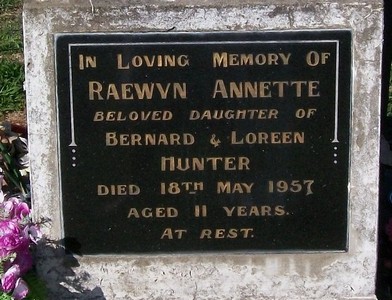 In Loving Memory Of
Raewyn Annette
Beloved Daughter Of
Bernard & Loreen
Hunter
Died 18th May 1957
Aged 11 Years.
At Rest.